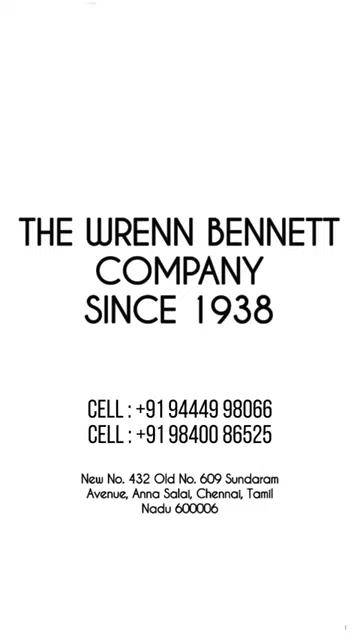 THE WRENN BENNETT
COMPANY
SINCE 1938
CELL : +91 94449 98066
CELL : +91 98400 86525
New No. 432 Old No. 609 Sundaram
Avenue, Anna Salai, Chennai, Tamil
Nadu 600006